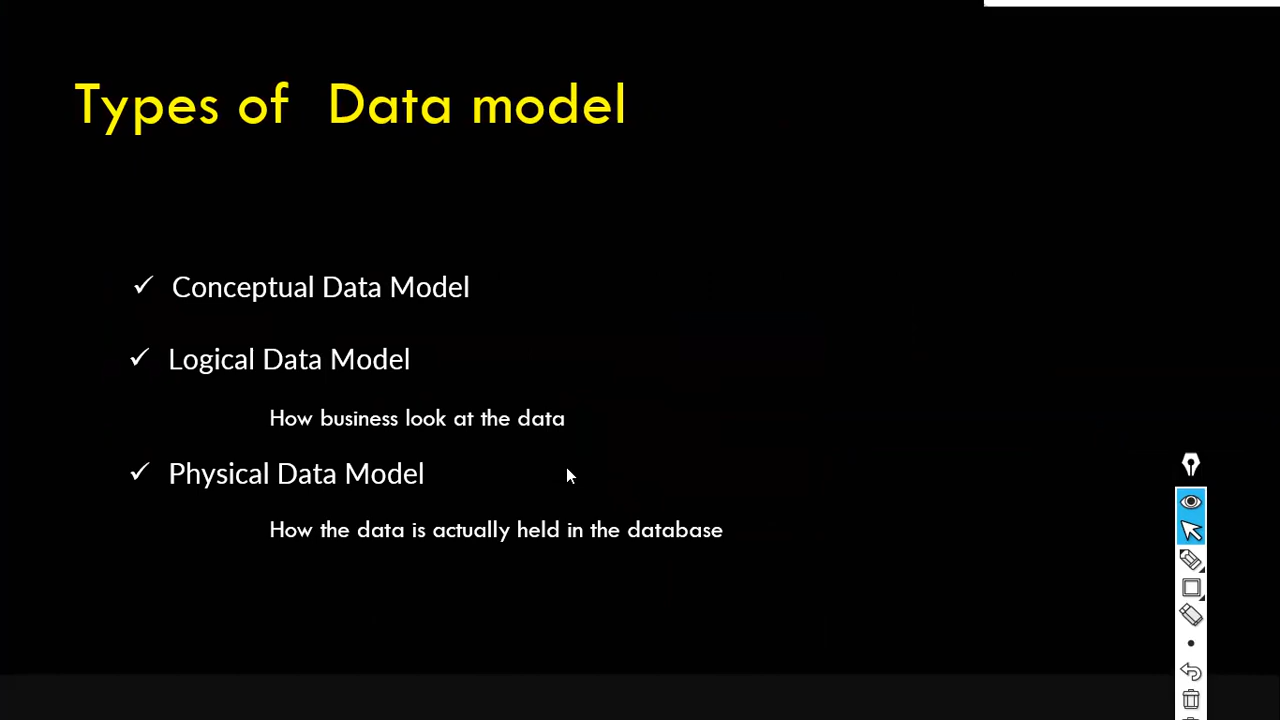 Types of Data model
✓ Conceptual Data Model
✓ Logical Data Model
How business look at the data
✓ Physical Data Model
How the data is actually held in the database